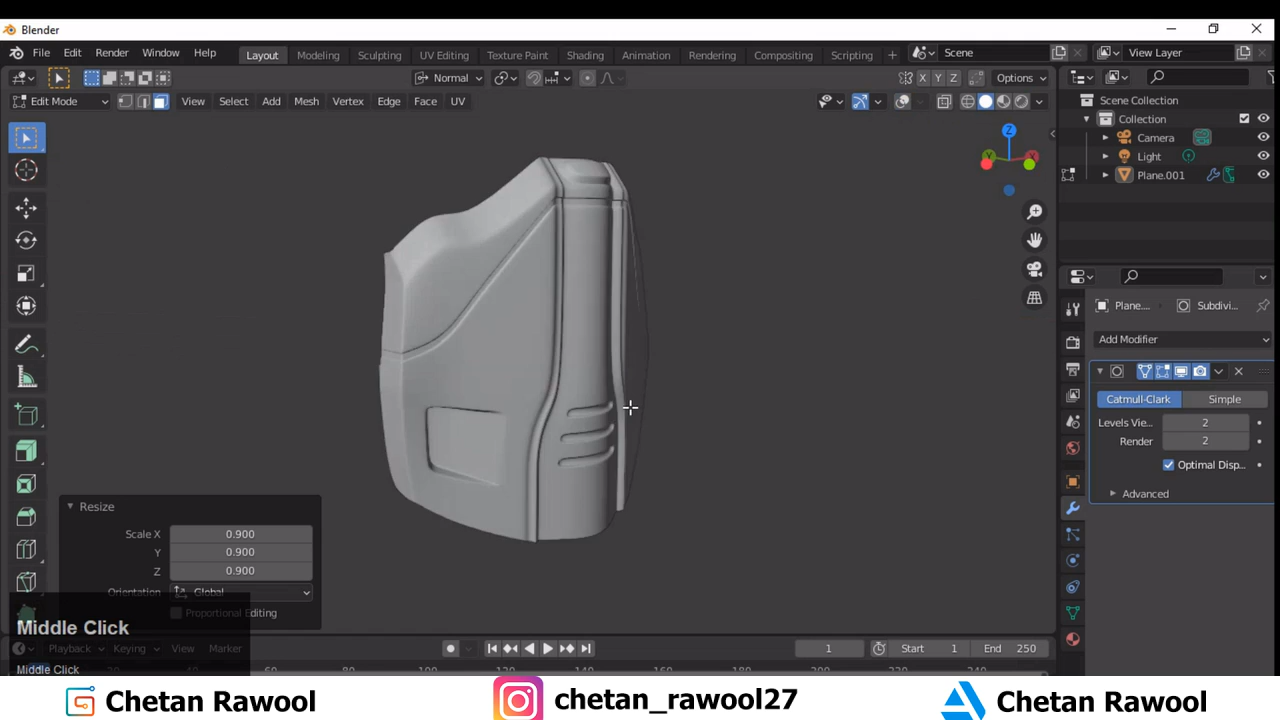 Blender
File Edit Render Window Help Layout Modeling Sculpting UV Editing Texture Paint Shading Animation Rendering Compositing Scripting + Scene View Layer
Normal X Y Z Options
Edit Mode View Select Add Mesh Vertex Edge Face UV
Scene Collection
Collection
Camera
Light
Plane.001
Z
Plane.... Subdivi...
Add Modifier
Catmull-Clark Simple
Levels Vie... 2
Render 2
Optimal Disp...
Advanced
Resize
Scale X 0.900
Y 0.900
Z 0.900
Orientation Global
Proportional Editing
Middle Click
Playback Keying View Marker 1 Start 1 End 250
Middle Click
Chetan Rawool chetan_rawool27 Chetan Rawool